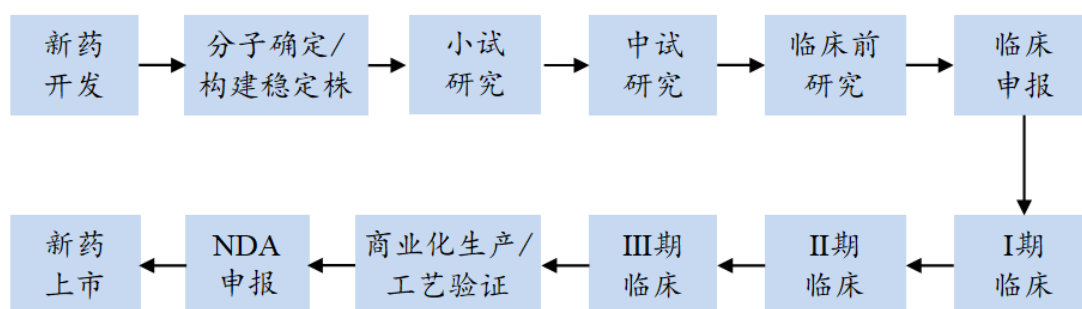 新药
开发
分子确定/
构建稳定株
小试
研究
中试
研究
临床前
研究
临床
申报
新药
上市
NDA
申报
商业化生产/
工艺验证
III期
临床
II期
临床
I期
临床